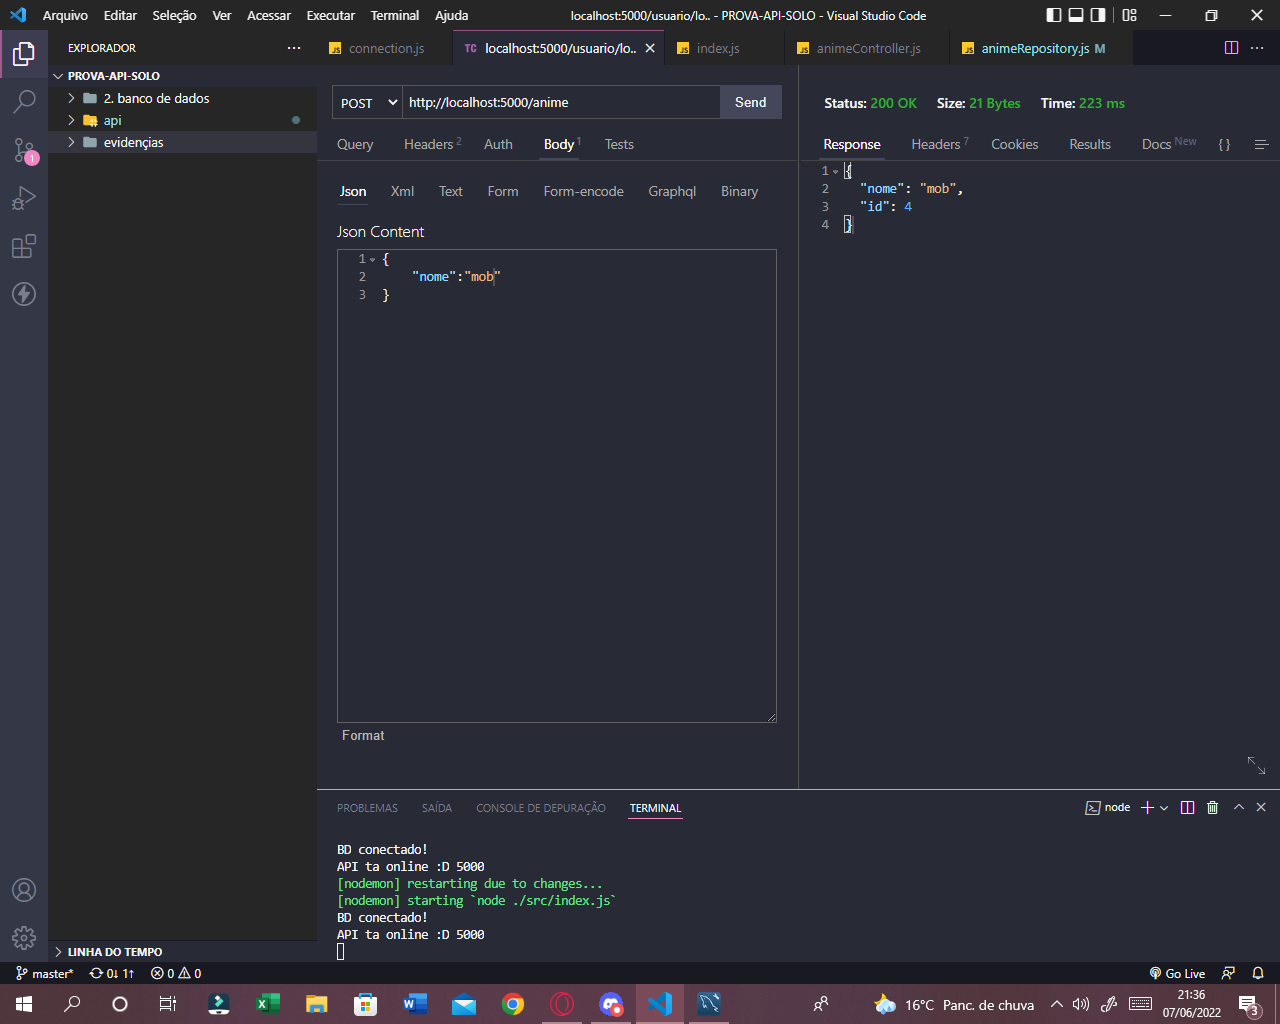 Arquivo Editar Seleção Ver Acessar Executar Terminal Ajuda localhost:5000/usuario/lo.. - PROVA-API-SOLO - Visual Studio Code
EXPLORADOR ···
JS connection.js TC localhost:5000/usuario/lo.. JS index.js JS animeController.js JS animeRepository.js M
PROVA-API-SOLO
2. banco de dados
api
evidençias
POST http://localhost:5000/anime Send
Status: 200 OK Size: 21 Bytes Time: 223 ms
Query Headers 2 Auth Body 1 Tests
Response Headers 7 Cookies Results Docs New { }
Json Xml Text Form Form-encode Graphql Binary
Json Content
1 {
2 "nome":"mob"
3 }
Format
1 {
2 "nome": "mob",
3 "id": 4
4 }
1
PROBLEMAS SAÍDA CONSOLE DE DEPURAÇÃO TERMINAL
node
BD conectado!
API ta online :D 5000
[nodemon] restarting due to changes...
[nodemon] starting `node ./src/index.js`
BD conectado!
API ta online :D 5000
LINHA DO TEMPO
master* 0↓ 1↑ 0 0 Go Live
16°C Panc. de chuva
21:36
07/06/2022
3